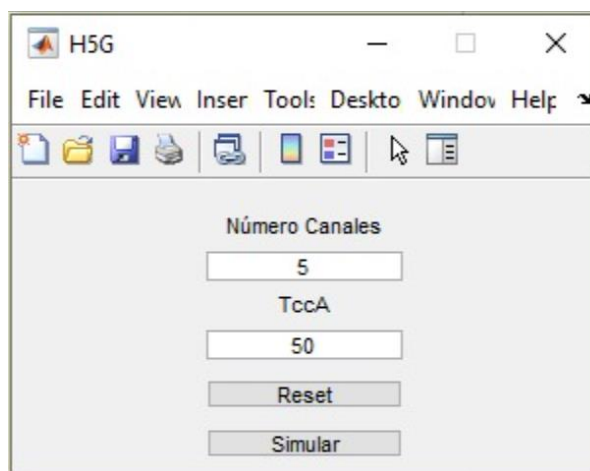 H5G
File Edit View Inser Tools Deskto Window Help
Número Canales
5
TccA
50
Reset
Simular